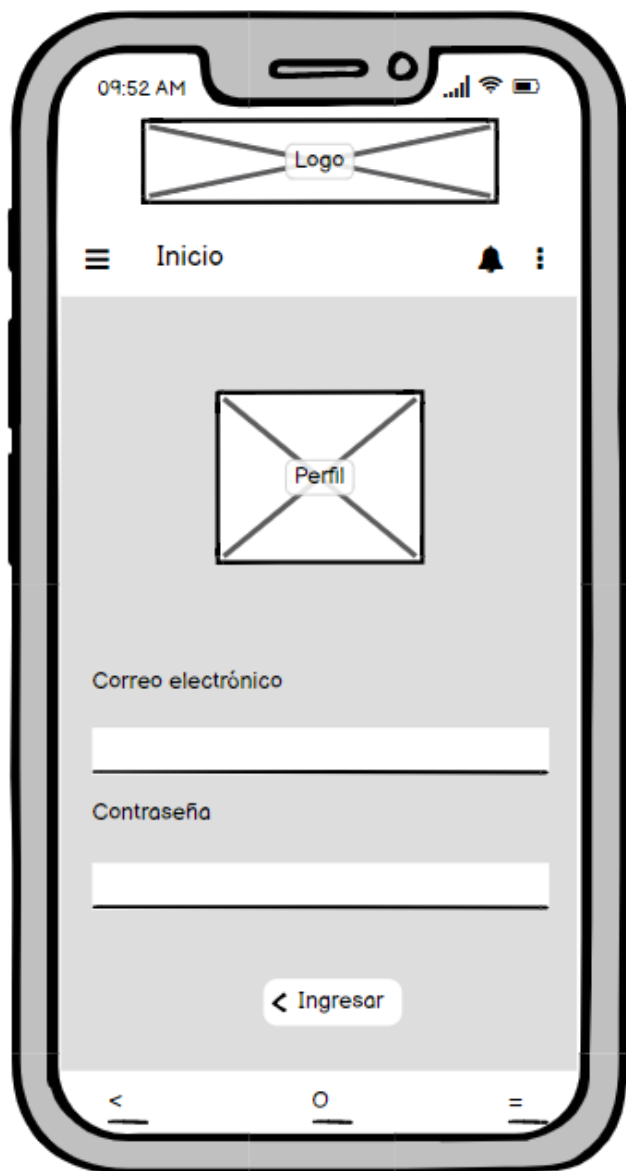 09:52 AM
Logo
Inicio
Perfil
Correo electrónico
Contraseña
< Ingresar
< O =